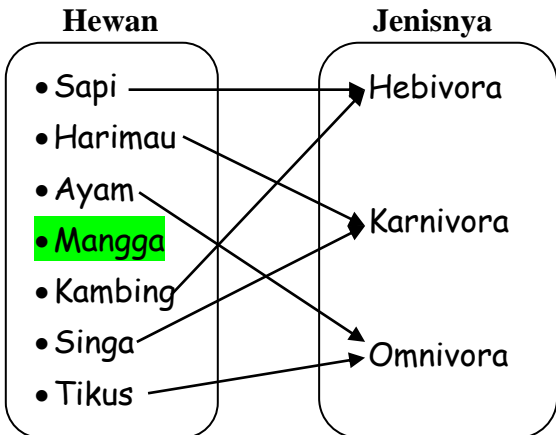 Hewan
• Sapi
• Harimau
• Ayam
• Mangga
• Kambing
• Singa
• Tikus
Jenisnya
Hebivora
Karnivora
Omnivora